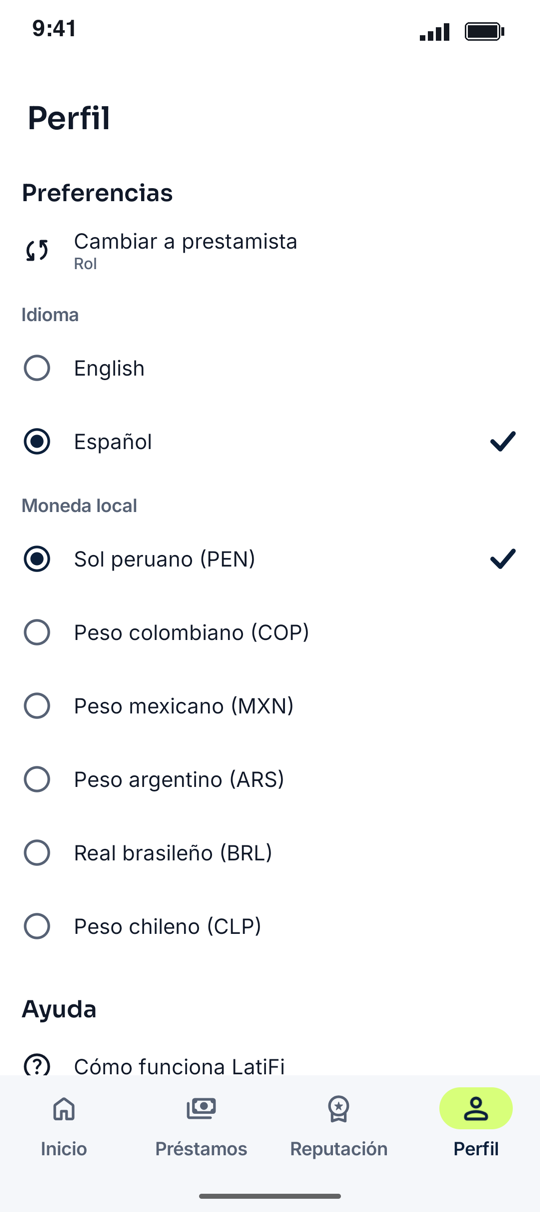 9:41
Perfil
Preferencias
Cambiar a prestamista
Rol
Idioma
English
Español
Moneda local
Sol peruano (PEN)
Peso colombiano (COP)
Peso mexicano (MXN)
Peso argentino (ARS)
Real brasileño (BRL)
Peso chileno (CLP)
Ayuda
Cómo funciona LatiFi
Inicio
Préstamos
Reputación
Perfil